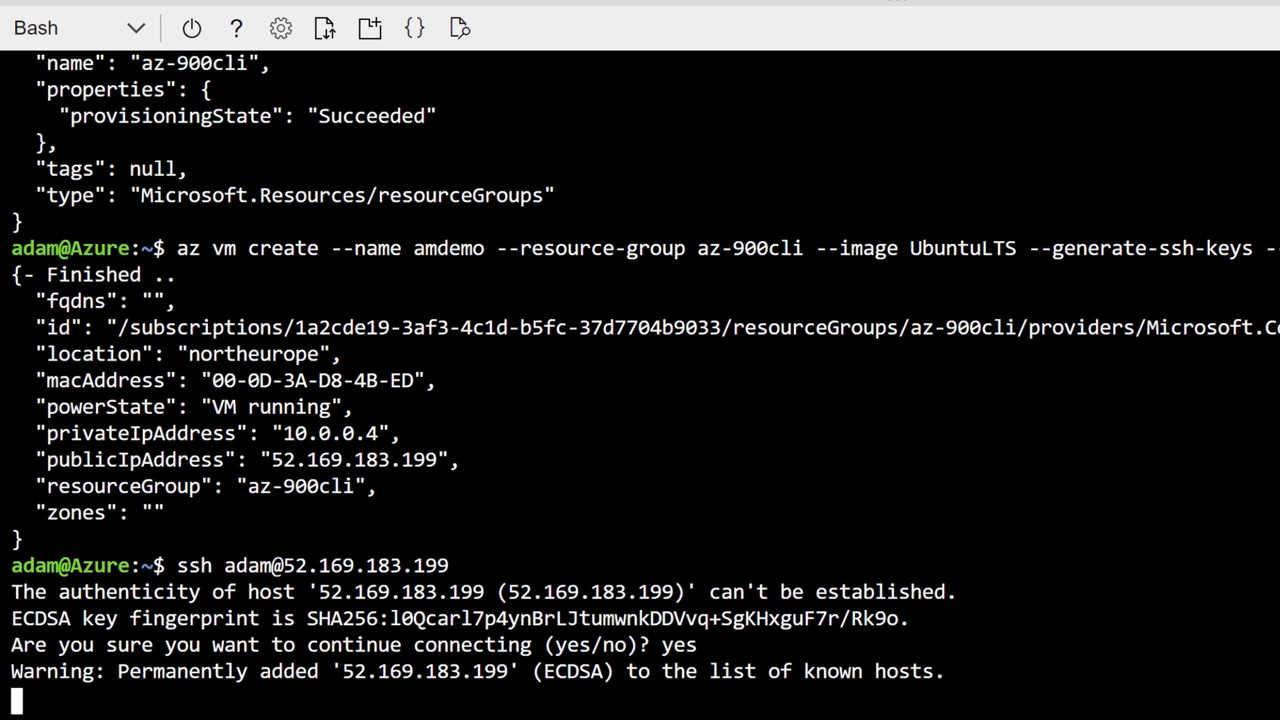 Bash
"name": "az-900cli",
"properties": {
"provisioningState": "Succeeded"
},
"tags": null,
"type": "Microsoft.Resources/resourceGroups"
}
adam@Azure:~$ az vm create --name amdemo --resource-group az-900cli --image UbuntuLTS --generate-ssh-keys -
{- Finished ..
"fqdns": "",
"id": "/subscriptions/1a2cde19-3af3-4c1d-b5fc-37d7704b9033/resourceGroups/az-900cli/providers/Microsoft.Co
"location": "northeurope",
"macAddress": "00-0D-3A-D8-4B-ED",
"powerState": "VM running",
"privateIpAddress": "10.0.0.4",
"publicIpAddress": "52.169.183.199",
"resourceGroup": "az-900cli",
"zones": ""
}
adam@Azure:~$ ssh adam@52.169.183.199
The authenticity of host '52.169.183.199 (52.169.183.199)' can't be established.
ECDSA key fingerprint is SHA256:l0Qcarl7p4ynBrLJtumwnkDDVvq+SgKHxguF7r/Rk9o.
Are you sure you want to continue connecting (yes/no)? yes
Warning: Permanently added '52.169.183.199' (ECDSA) to the list of known hosts.